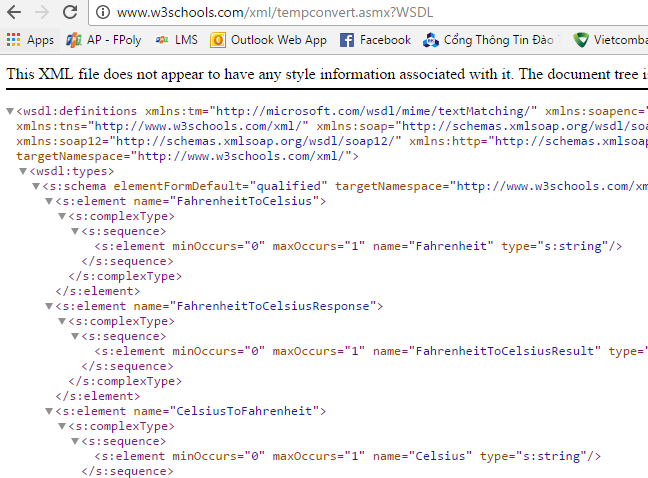 www.w3schools.com/xml/tempconvert.asmx?WSDL
Apps AP - FPoly LMS Outlook Web App Facebook Cổng Thông Tin Đào Vietcomba
This XML file does not appear to have any style information associated with it. The document tree is
<wsdl:definitions xmlns:tm="http://microsoft.com/wsdl/mime/textMatching/" xmlns:soapenc="
xmlns:tns="http://www.w3schools.com/xml/" xmlns:soap="http://schemas.xmlsoap.org/wsdl/soa
xmlns:soap12="http://schemas.xmlsoap.org/wsdl/soap12/" xmlns:http="http://schemas.xmlsoap
targetNamespace="http://www.w3schools.com/xml/">
<wsdl:types>
<s:schema elementFormDefault="qualified" targetNamespace="http://www.w3schools.com/xm
<s:element name="FahrenheitToCelsius">
<s:complexType>
<s:sequence>
<s:element minOccurs="0" maxOccurs="1" name="Fahrenheit" type="s:string"/>
</s:sequence>
</s:complexType>
</s:element>
<s:element name="FahrenheitToCelsiusResponse">
<s:complexType>
<s:sequence>
<s:element minOccurs="0" maxOccurs="1" name="FahrenheitToCelsiusResult" type="
</s:sequence>
</s:complexType>
</s:element>
<s:element name="CelsiusToFahrenheit">
<s:complexType>
<s:sequence>
<s:element minOccurs="0" maxOccurs="1" name="Celsius" type="s:string"/>
</s:sequence>